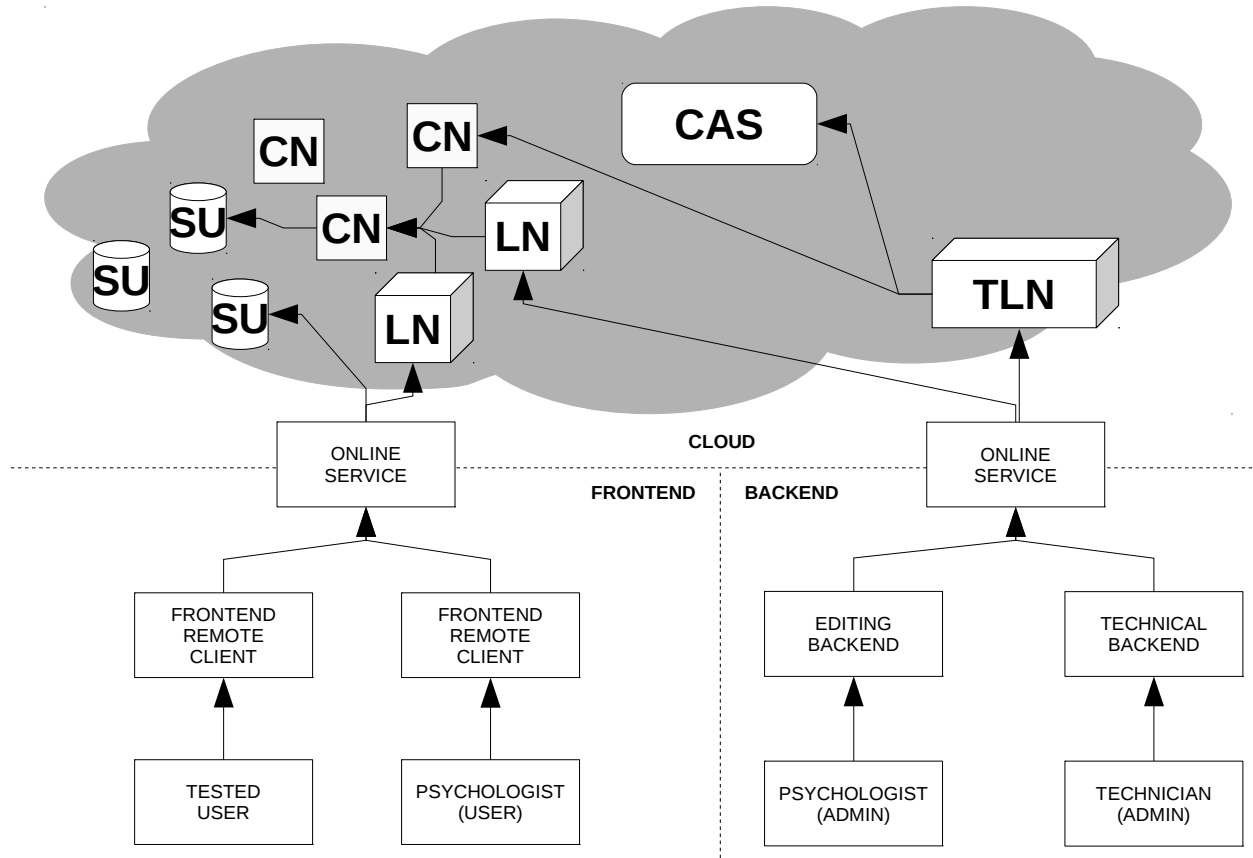 CAS
CN
CN
SU
CN
LN
SU
TLN
SU
LN
CLOUD
ONLINE
SERVICE
ONLINE
SERVICE
FRONTEND
BACKEND
FRONTEND
REMOTE
CLIENT
FRONTEND
REMOTE
CLIENT
EDITING
BACKEND
TECHNICAL
BACKEND
TESTED
USER
PSYCHOLOGIST
(USER)
PSYCHOLOGIST
(ADMIN)
TECHNICIAN
(ADMIN)